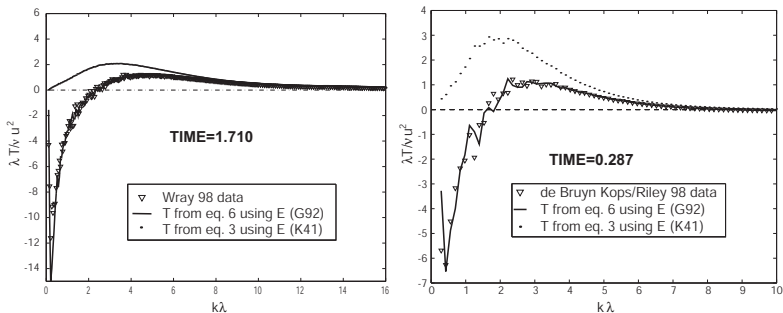 6
4
2
0
-2
-4
-6
-8
-10
-12
-14
λ T/ν u²
TIME=1.710
Wray 98 data
T from eq. 6 using E (G92)
T from eq. 3 using E (K41)
0 2 4 6 8 10 12 14 16
kλ
4
3
2
1
0
-1
-2
-3
-4
-5
-6
-7
λT/ν u²
TIME=0.287
de Bruyn Kops/Riley 98 data
T from eq. 6 using E (G92)
T from eq. 3 using E (K41)
0 1 2 3 4 5 6 7 8 9 10
k λ